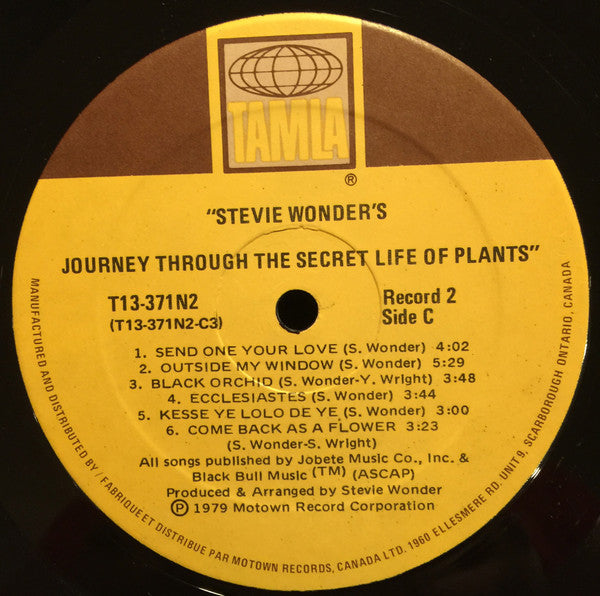 TAMLA
®
"STEVIE WONDER'S
JOURNEY THROUGH THE SECRET LIFE OF PLANTS"
T13-371N2
(T13-371N2-C3)
Record 2
Side C
1. SEND ONE YOUR LOVE (S. Wonder) 4:02
2. OUTSIDE MY WINDOW (S. Wonder) 5:29
3. BLACK ORCHID (S. Wonder-Y. Wright) 3:48
4. ECCLESIASTES (S. Wonder) 3:44
5. KESSE YE LOLO DE YE (S. Wonder) 3:00
6. COME BACK AS A FLOWER 3:23
(S. Wonder-S. Wright)
All songs published by Jobete Music Co., Inc. &
Black Bull Music (TM) (ASCAP)
Produced & Arranged by Stevie Wonder
℗ 1979 Motown Record Corporation
MANUFACTURED AND DISTRIBUTED BY / FABRIQUE ET DISTRIBUE PAR MOTOWN RECORDS, CANADA LTD. 1960 ELLESMERE RD, UNIT 9, SCARBOROUGH ONTARIO, CANADA